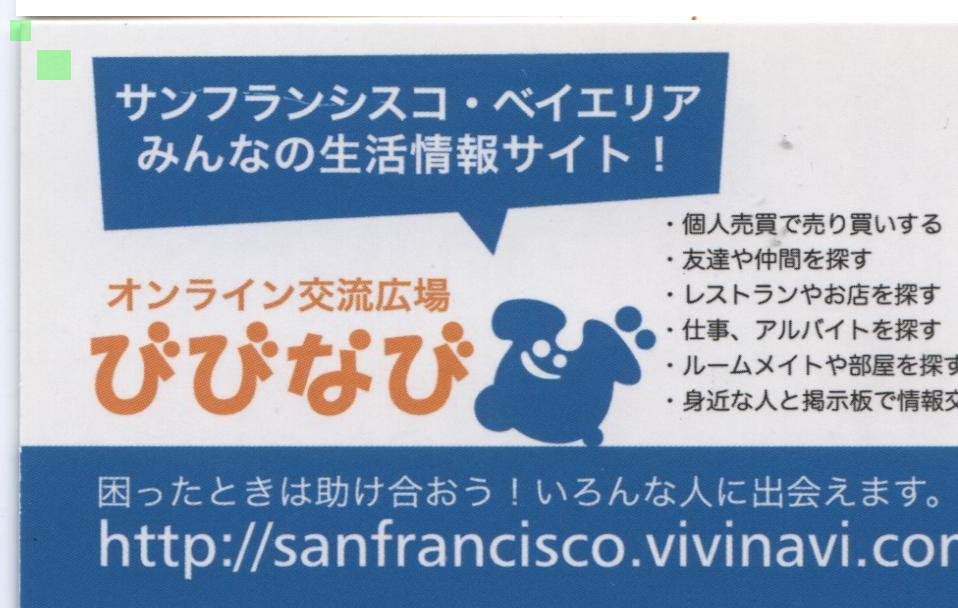 サンフランシスコ・ベイエリア
みんなの生活情報サイト！
・個人売買で売り買いする
・友達や仲間を探す
・レストランやお店を探す
・仕事、アルバイトを探す
・ルームメイトや部屋を探す
・身近な人と掲示板で情報交
オンライン交流広場
びびなび
困ったときは助け合おう！いろんな人に出会えます。
http://sanfrancisco.vivinavi.com